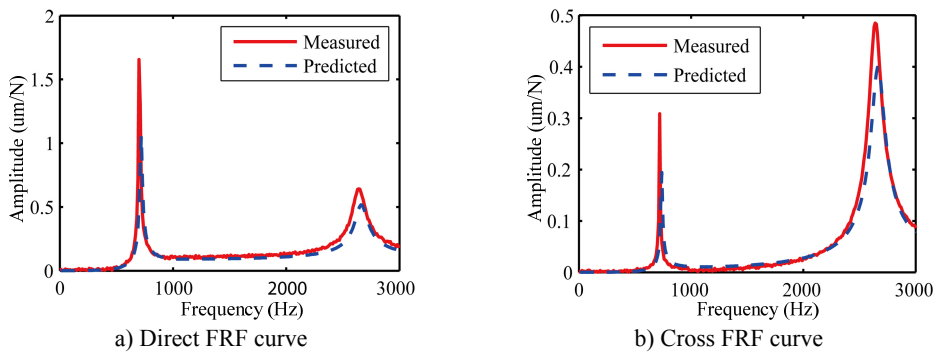 2
1.5
1
0.5
0
Amplitude (um/N)
Measured
Predicted
0 1000 2000 3000
Frequency (Hz)
a) Direct FRF curve
0.5
0.4
0.3
0.2
0.1
0
Amplitude (um/N)
Measured
Predicted
0 1000 2000 3000
Frequency (Hz)
b) Cross FRF curve